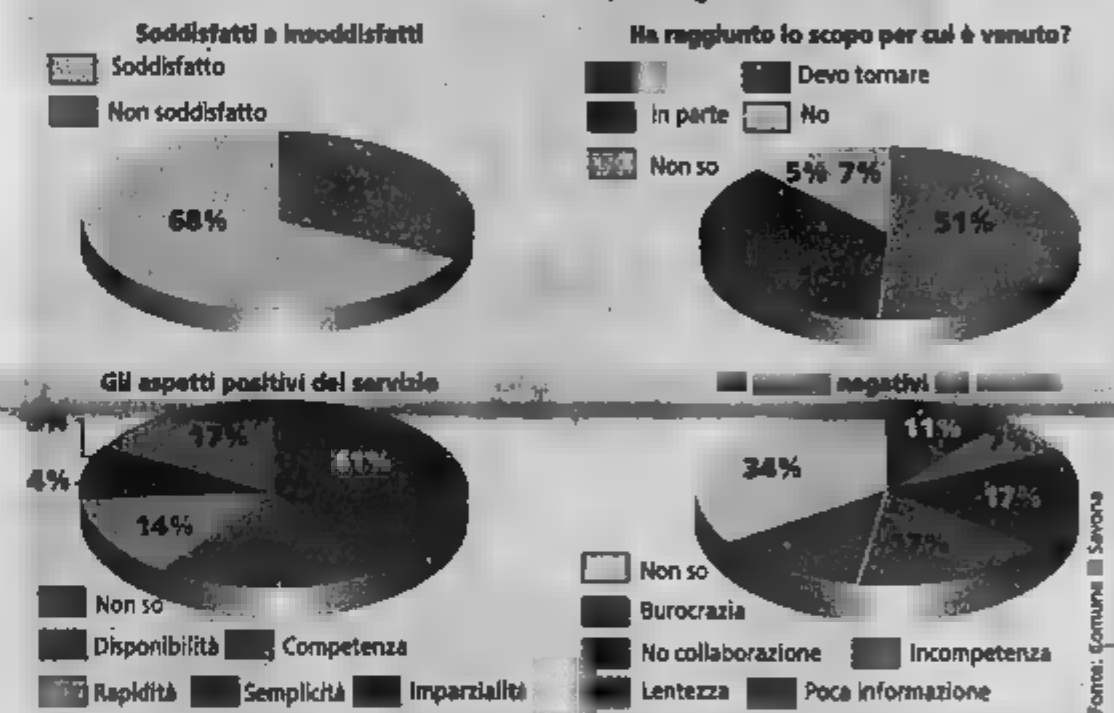 Soddisfatti e insoddisfatti
Soddisfatto
Non soddisfatto
68%
Ha raggiunto lo scopo per cui è venuto?
Devo tornare
In parte
No
Non so
5% 7%
51%
Gli aspetti positivi del servizio
17%
4%
14%
Non so
Disponibilità
Competenza
Rapidità
Semplicità
Imparzialità
negativi
11%
7%
34%
17%
Non so
Burocrazia
No collaborazione
Incompetenza
Lentezza
Poca informazione
Fonte: Comune Savona